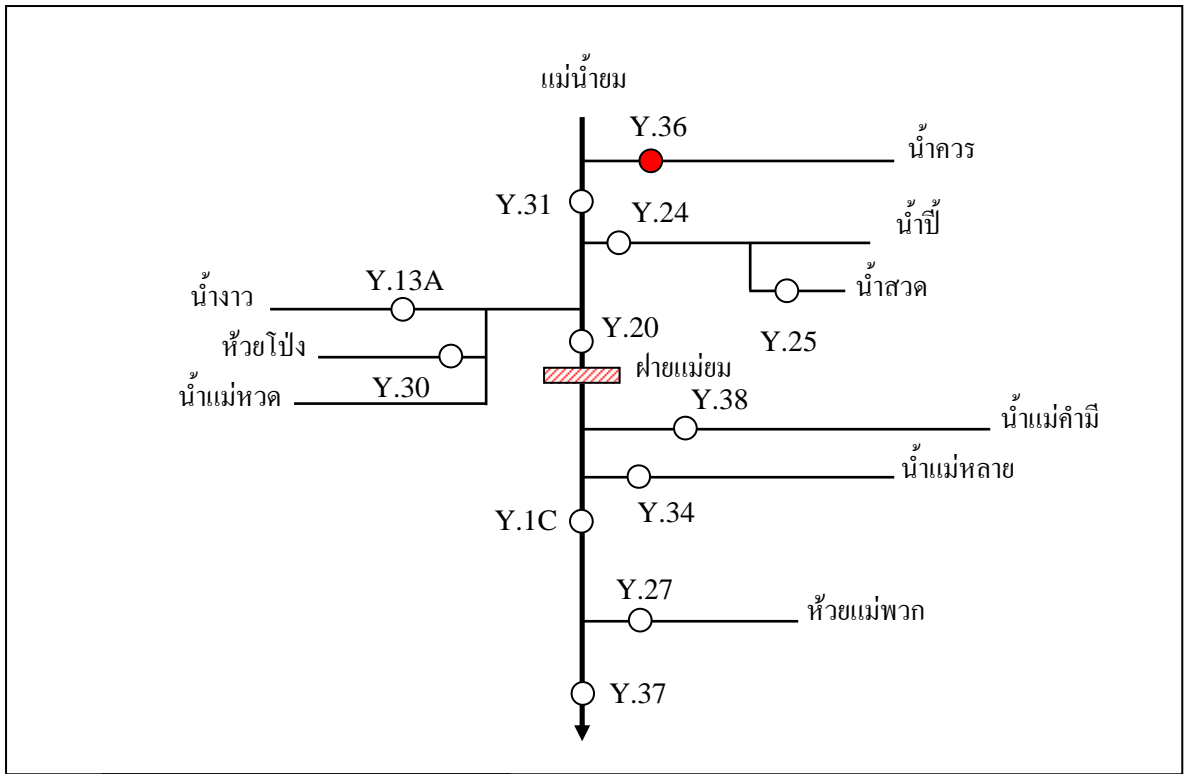 แม่น้ำยม
Y.36
น้ำควร
Y.31
Y.24
น้ำปี้
Y.13A
น้ำงาว
น้ำสวด
Y.20
Y.25
ห้วยโป่ง
ฝายแม่ยม
Y.30
น้ำแม่หวด
Y.38
น้ำแม่คำมี
น้ำแม่หลาย
Y.34
Y.1C
Y.27
ห้วยแม่พวก
Y.37